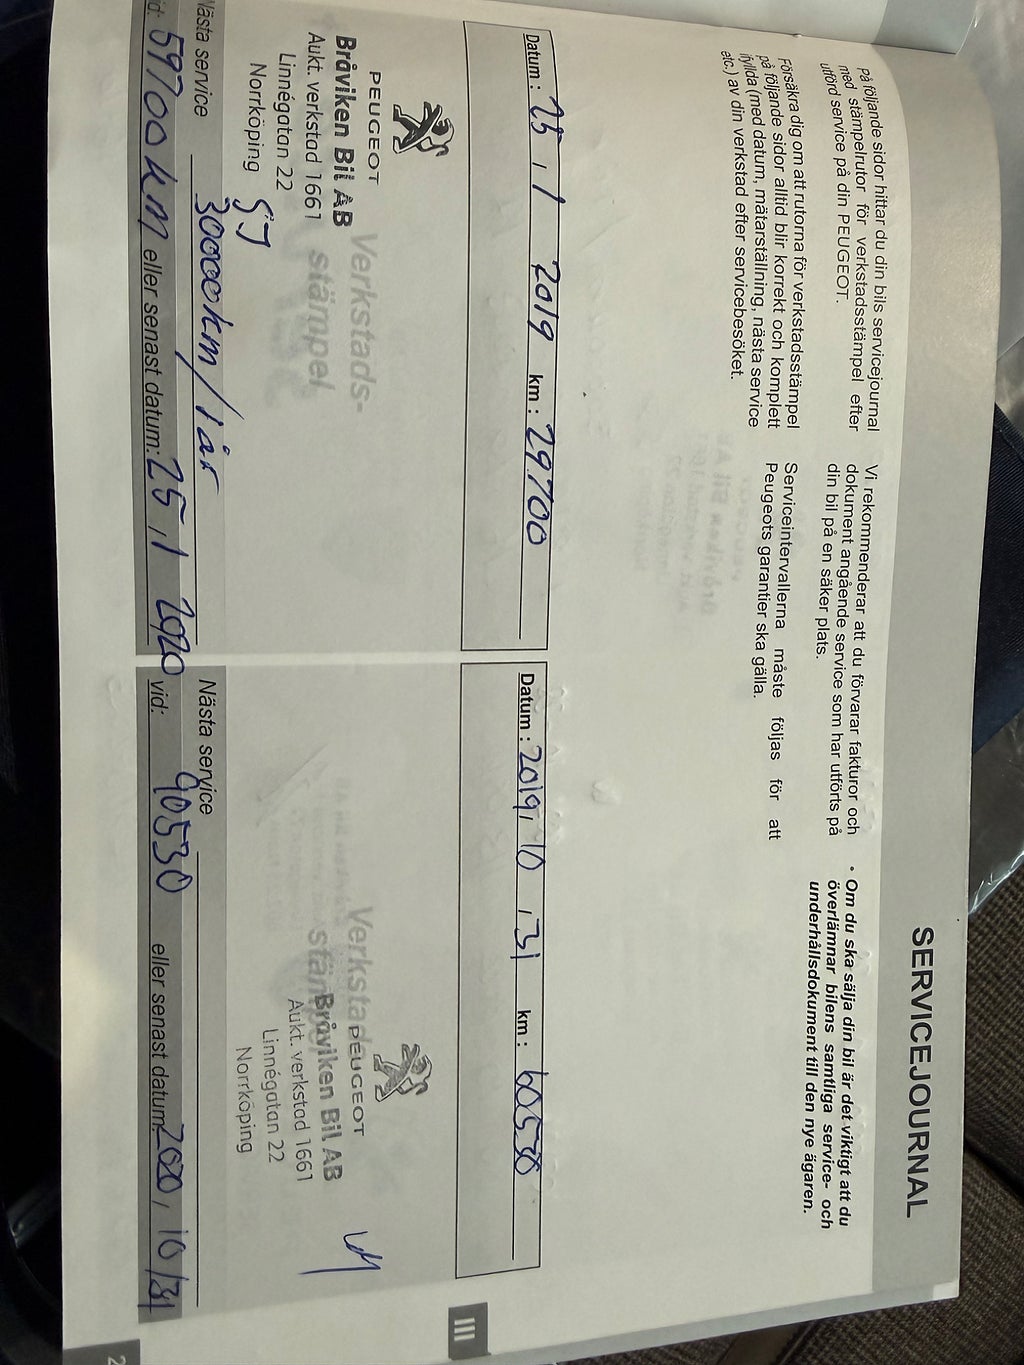 SERVICEJOURNAL
På följande sidor hittar du din bils servicejournal
med stämpelrutor för verkstadsstämpel efter
utförd service på din PEUGEOT.
Försäkra dig om att rutorna för verkstadsstämpel
på följande sidor alltid blir korrekt och komplett
ifyllda (med datum, mätarställning, nästa service
etc.) av din verkstad efter servicebesöket.
Vi rekommenderar att du förvarar fakturor och
dokument angående service som har utförts på
din bil på en säker plats.
Serviceintervallerna måste följas för att
Peugeots garantier ska gälla.
• Om du ska sälja din bil är det viktigt att du
överlämnar bilens samtliga service- och
underhållsdokument till den nye ägaren.
Datum : 25 , 1 2019 km : 29700
Verkstads-
stämpel
PEUGEOT
Bråviken Bil AB
Aukt. verkstad 1661
Linnégatan 22
Norrköping
Nästa service 30000km/1år
vid: 59700km eller senast datum: 25 , 1 2020
Datum : 2019, 10 , 31 km : 60530
Verkstads
PEUGEOT
Bråviken Bil AB
Aukt. verkstad 1661
Linnégatan 22
Norrköping
Nästa service
vid: 90530 eller senast datum: 2020, 10/31
III
2